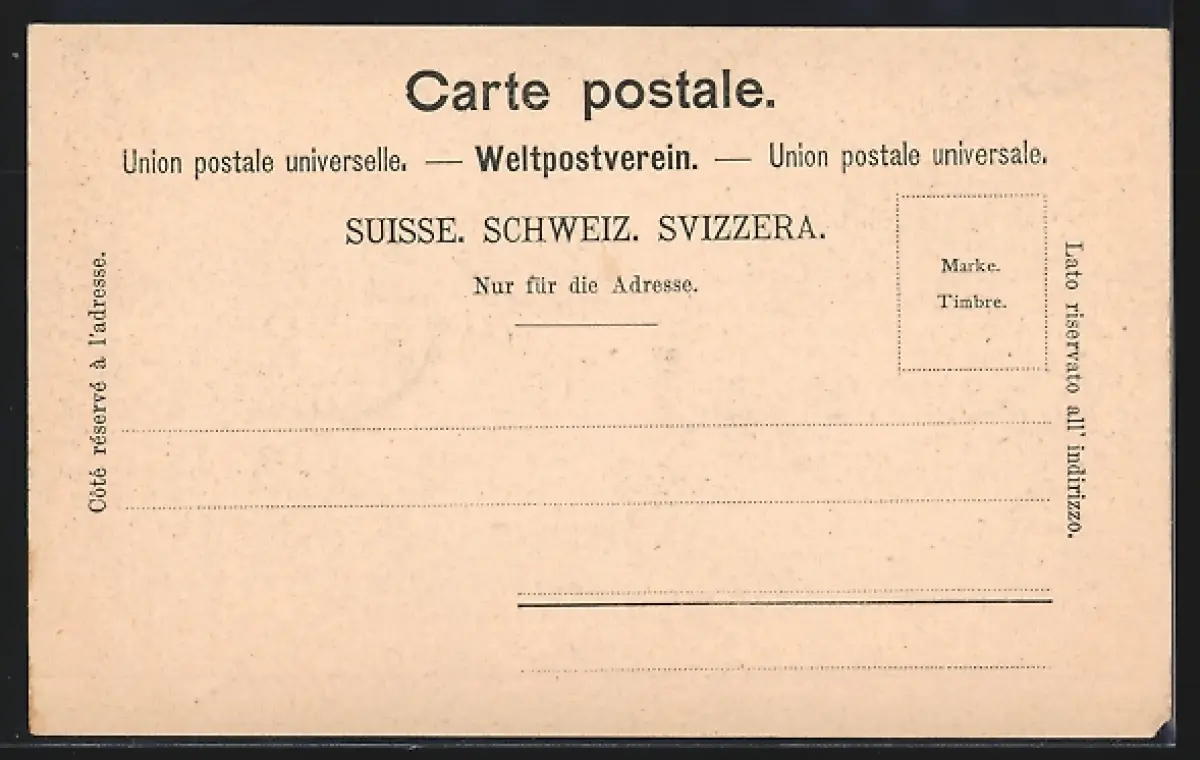 Carte postale.
Union postale universelle. — Weltpostverein. — Union postale universale.
SUISSE. SCHWEIZ. SVIZZERA.
Nur für die Adresse.
Marke.
Timbre.
Côté réservé à l'adresse.
Lato riservato all' indirizzo.